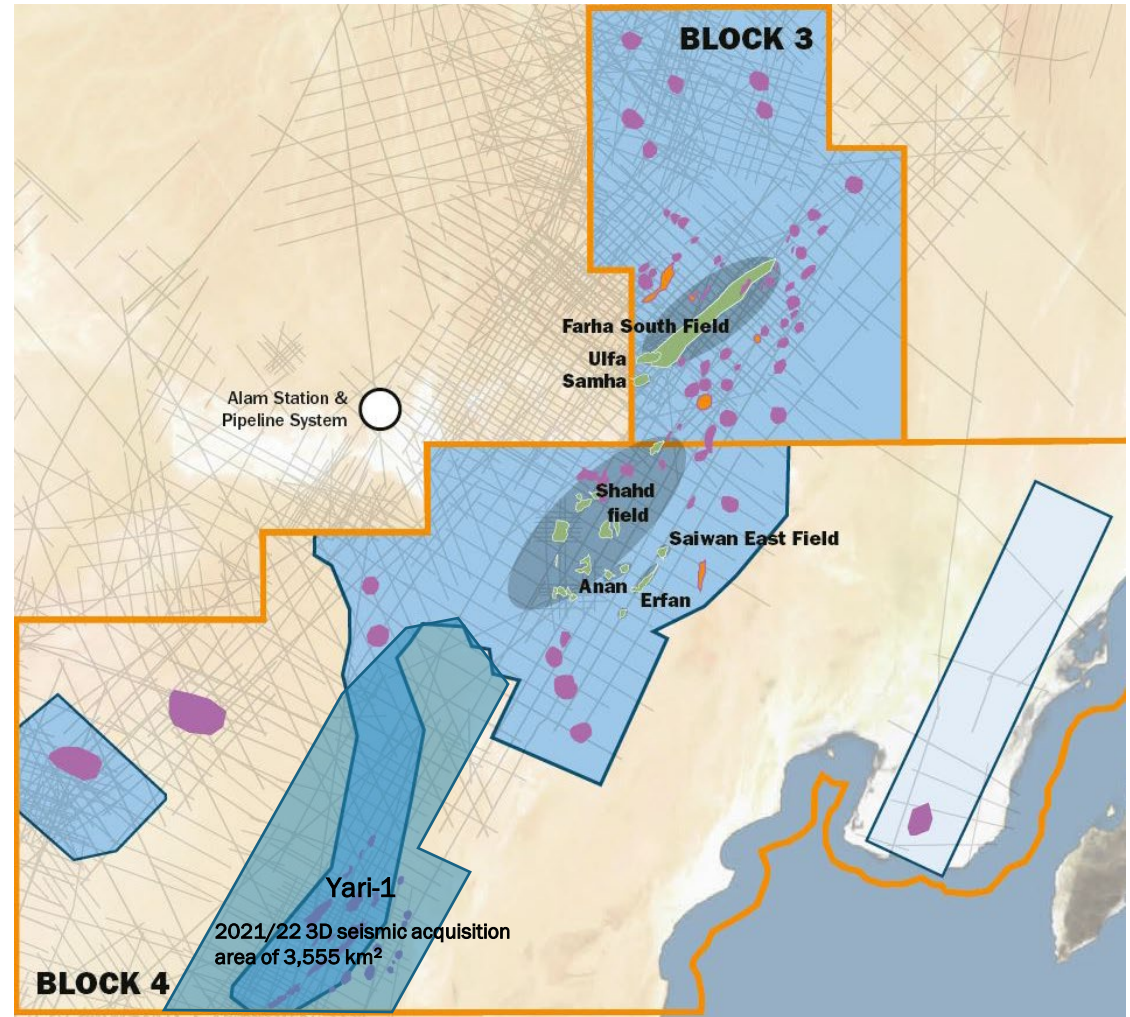 BLOCK 3
Farha South Field
Ulfa
Samha
Alam Station &
Pipeline System
Shahd
field
Saiwan East Field
Anan
Erfan
Yari-1
2021/22 3D seismic acquisition
area of 3,555 km²
BLOCK 4